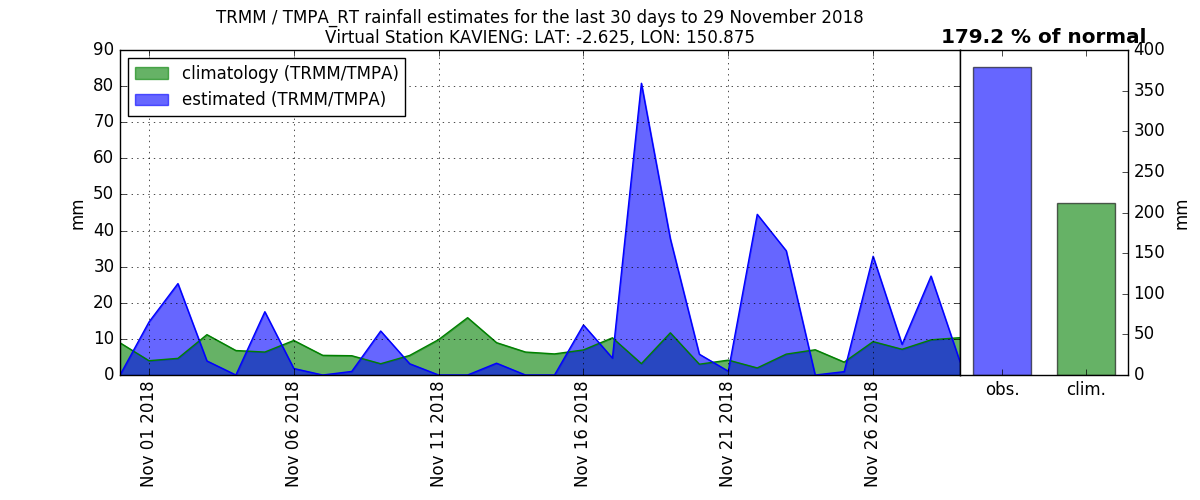 TRMM / TMPA_RT rainfall estimates for the last 30 days to 29 November 2018
Virtual Station KAVIENG: LAT: -2.625, LON: 150.875
179.2 % of normal
climatology (TRMM/TMPA)
estimated (TRMM/TMPA)
90
80
70
60
50
40
30
20
10
0
mm
Nov 01 2018
Nov 06 2018
Nov 11 2018
Nov 16 2018
Nov 21 2018
Nov 26 2018
400
350
300
250
200
150
100
50
0
mm
obs.
clim.